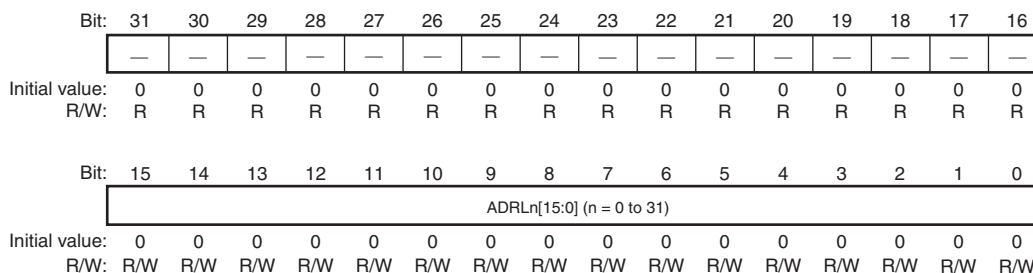 Bit: 31 30 29 28 27 26 25 24 23 22 21 20 19 18 17 16
— — — — — — — — — — — — — — — —
Initial value: 0 0 0 0 0 0 0 0 0 0 0 0 0 0 0 0
R/W: R R R R R R R R R R R R R R R R
Bit: 15 14 13 12 11 10 9 8 7 6 5 4 3 2 1 0
ADRLn[15:0] (n = 0 to 31)
Initial value: 0 0 0 0 0 0 0 0 0 0 0 0 0 0 0 0
R/W: R/W R/W R/W R/W R/W R/W R/W R/W R/W R/W R/W R/W R/W R/W R/W R/W